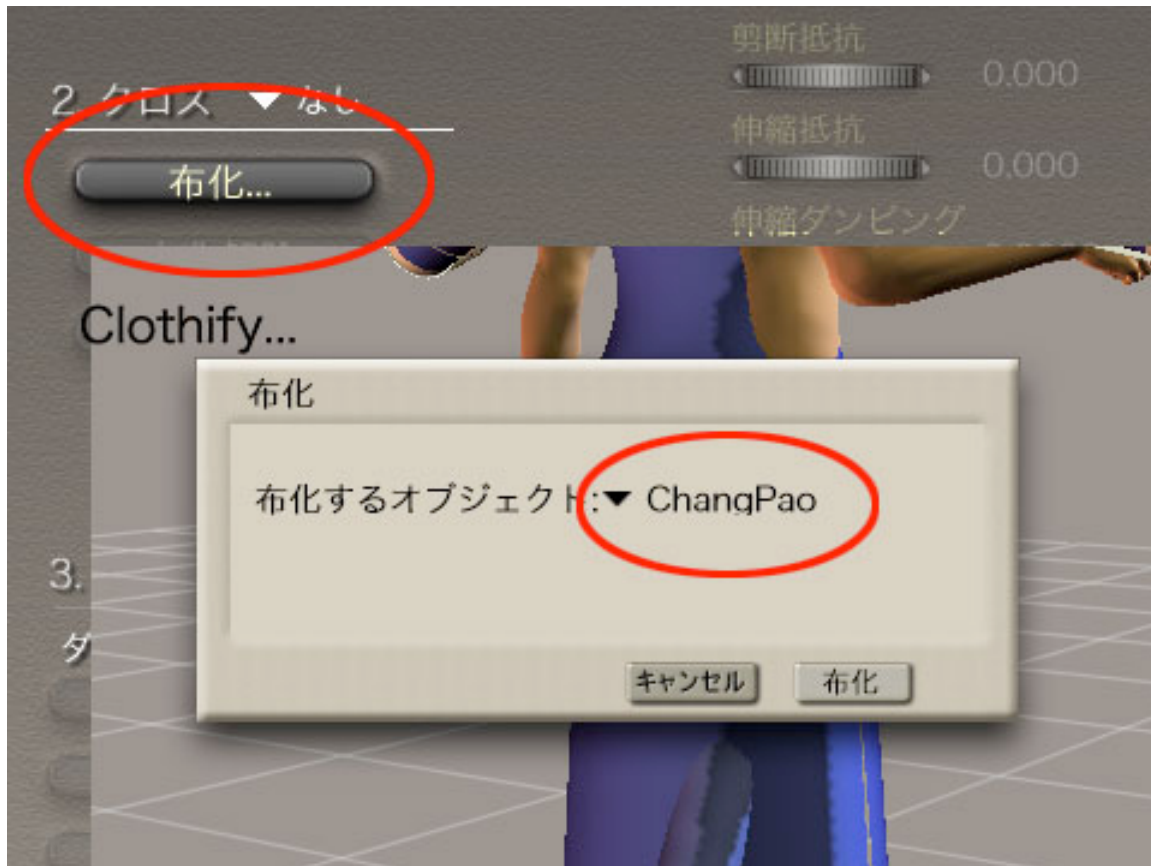 剪断抵抗
0.000
2. クロス ▼ なし
伸縮抵抗
0.000
布化...
伸縮ダンピング
Clothify...
布化
布化するオブジェクト:▼ ChangPao
3.
ダ
キャンセル 布化